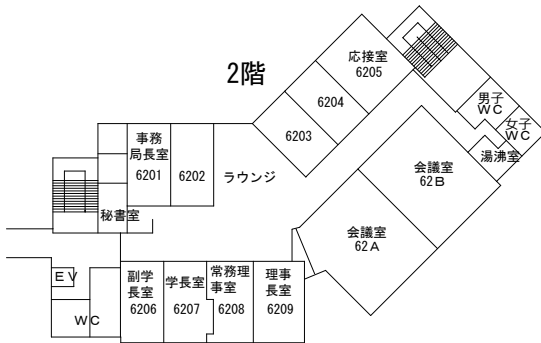 2階
応接室
6205
6204
6203
男子
WC
女子
WC
湯沸室
会議室
62B
会議室
62A
事務
局長室
6201
6202
ラウンジ
秘書室
EV
WC
副学
長室
6206
学長室
6207
常務理
事室
6208
理事
長室
6209